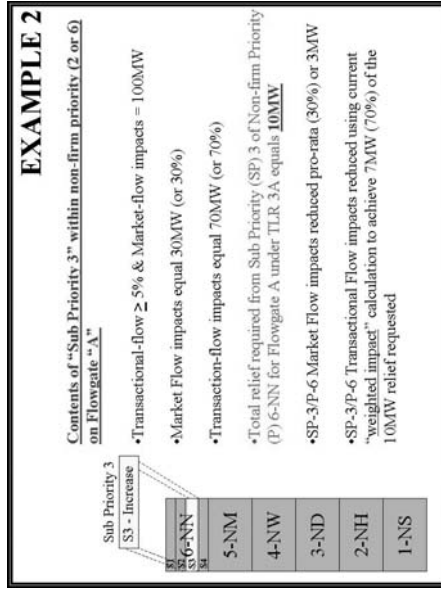 EXAMPLE 2
Contents of "Sub Priority 3" within non-firm priority (2 or 6)
on Flowgate "A"
•Transactional-flow ≥ 5% & Market-flow impacts = 100MW
•Market Flow impacts equal 30MW (or 30%)
•Transaction-flow impacts equal 70MW (or 70%)
•Total relief required from Sub Priority (SP) 3 of Non-firm Priority
(P) 6-NN for Flowgate A under TLR 3A equals 10MW
•SP-3/P-6 Market Flow impacts reduced pro-rata (30%) or 3MW
•SP-3/P-6 Transactional Flow impacts reduced using current
"weighted impact" calculation to achieve 7MW (70%) of the
10MW relief requested
Sub Priority 3
S3 - Increase
S1
S2
S3
S4
6-NN
5-NM
4-NW
3-ND
2-NH
1-NS